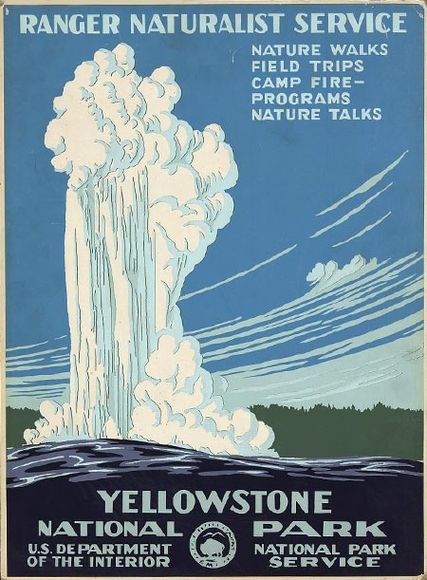 RANGER NATURALIST SERVICE
NATURE WALKS
FIELD TRIPS
CAMP FIRE–
PROGRAMS
NATURE TALKS
YELLOWSTONE
NATIONAL PARK
U.S. DEPARTMENT
OF THE INTERIOR
NATIONAL PARK
SERVICE